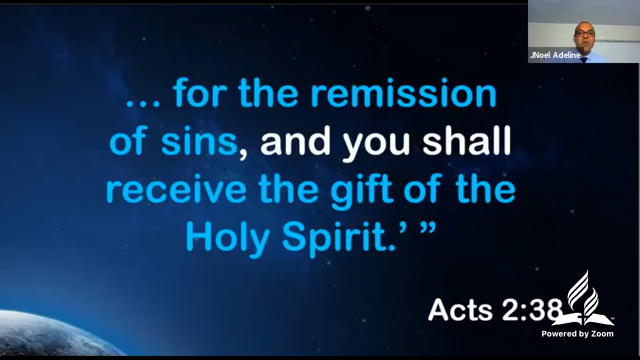 JNoel Adeline
... for the remission
of sins, and you shall
receive the gift of the
Holy Spirit.’ ”
Acts 2:38
Powered by Zoom